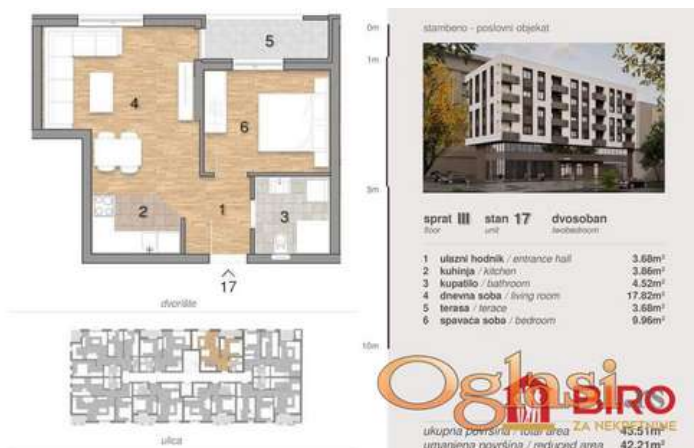 5
4
6
2
1
3
17
dvorište
ulica
0m
1m
5m
10m
stambeno - poslovni objekat
sprat III stan 17 dvosoban
floor unit twobedroom
1 ulazni hodnik / entrance hall 3.68m²
2 kuhinja / kitchen 3.86m²
3 kupatilo / bathroom 4.52m²
4 dnevna soba / living room 17.82m²
5 terasa / terace 3.68m²
6 spavaća soba / bedroom 9.96m²
Oglasi
BIRO
ZA NEKRETNINE
ukupna površina / total area 43.51m²
umanjena površina / reduced area 42.21m²